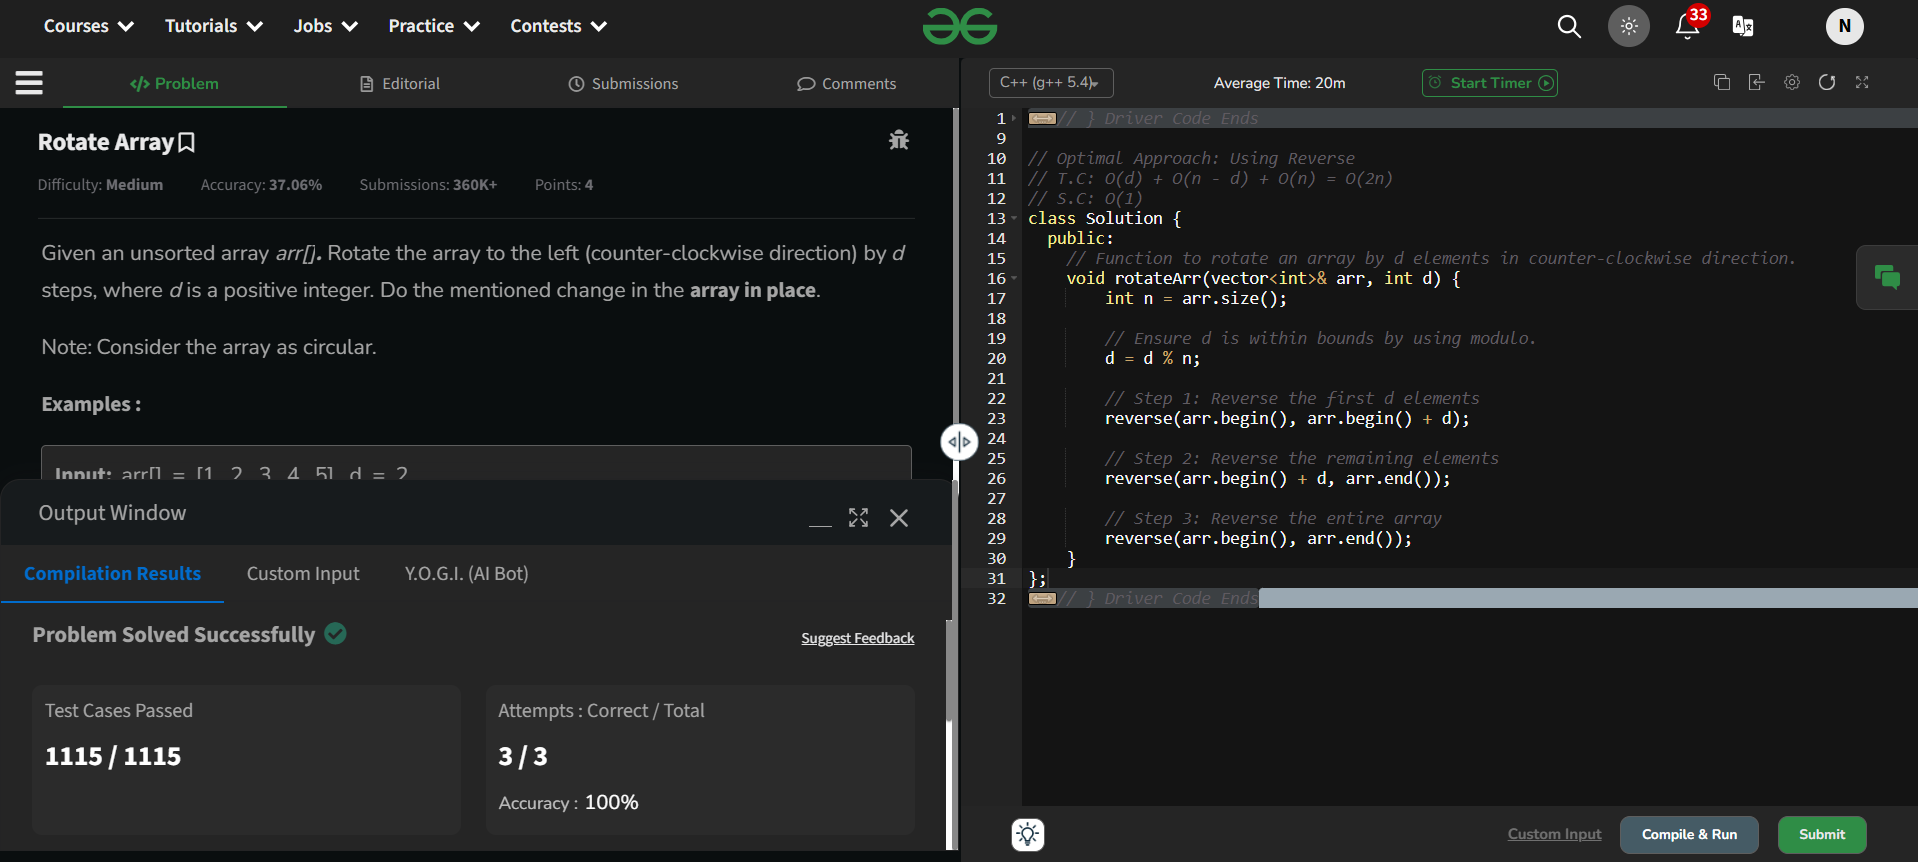 Courses Tutorials Jobs Practice Contests 33 N
</> Problem Editorial Submissions Comments
Rotate Array
Difficulty: Medium Accuracy: 37.06% Submissions: 360K+ Points: 4
Given an unsorted array arr[]. Rotate the array to the left (counter-clockwise direction) by d
steps, where d is a positive integer. Do the mentioned change in the array in place.
Note: Consider the array as circular.
Examples :
Input: arr[] = [1, 2, 3, 4, 5], d = 2
Output Window
Compilation Results Custom Input Y.O.G.I. (AI Bot)
Problem Solved Successfully
Suggest Feedback
Test Cases Passed
1115 / 1115
Attempts : Correct / Total
3 / 3
Accuracy : 100%
C++ (g++ 5.4) Average Time: 20m Start Timer
1 // } Driver Code Ends
9
10 // Optimal Approach: Using Reverse
11 // T.C: O(d) + O(n - d) + O(n) = O(2n)
12 // S.C: O(1)
13 class Solution {
14 public:
15 // Function to rotate an array by d elements in counter-clockwise direction.
16 void rotateArr(vector<int>& arr, int d) {
17 int n = arr.size();
18
19 // Ensure d is within bounds by using modulo.
20 d = d % n;
21
22 // Step 1: Reverse the first d elements
23 reverse(arr.begin(), arr.begin() + d);
24
25 // Step 2: Reverse the remaining elements
26 reverse(arr.begin() + d, arr.end());
27
28 // Step 3: Reverse the entire array
29 reverse(arr.begin(), arr.end());
30 }
31 };
32 // } Driver Code Ends
Custom Input Compile & Run Submit